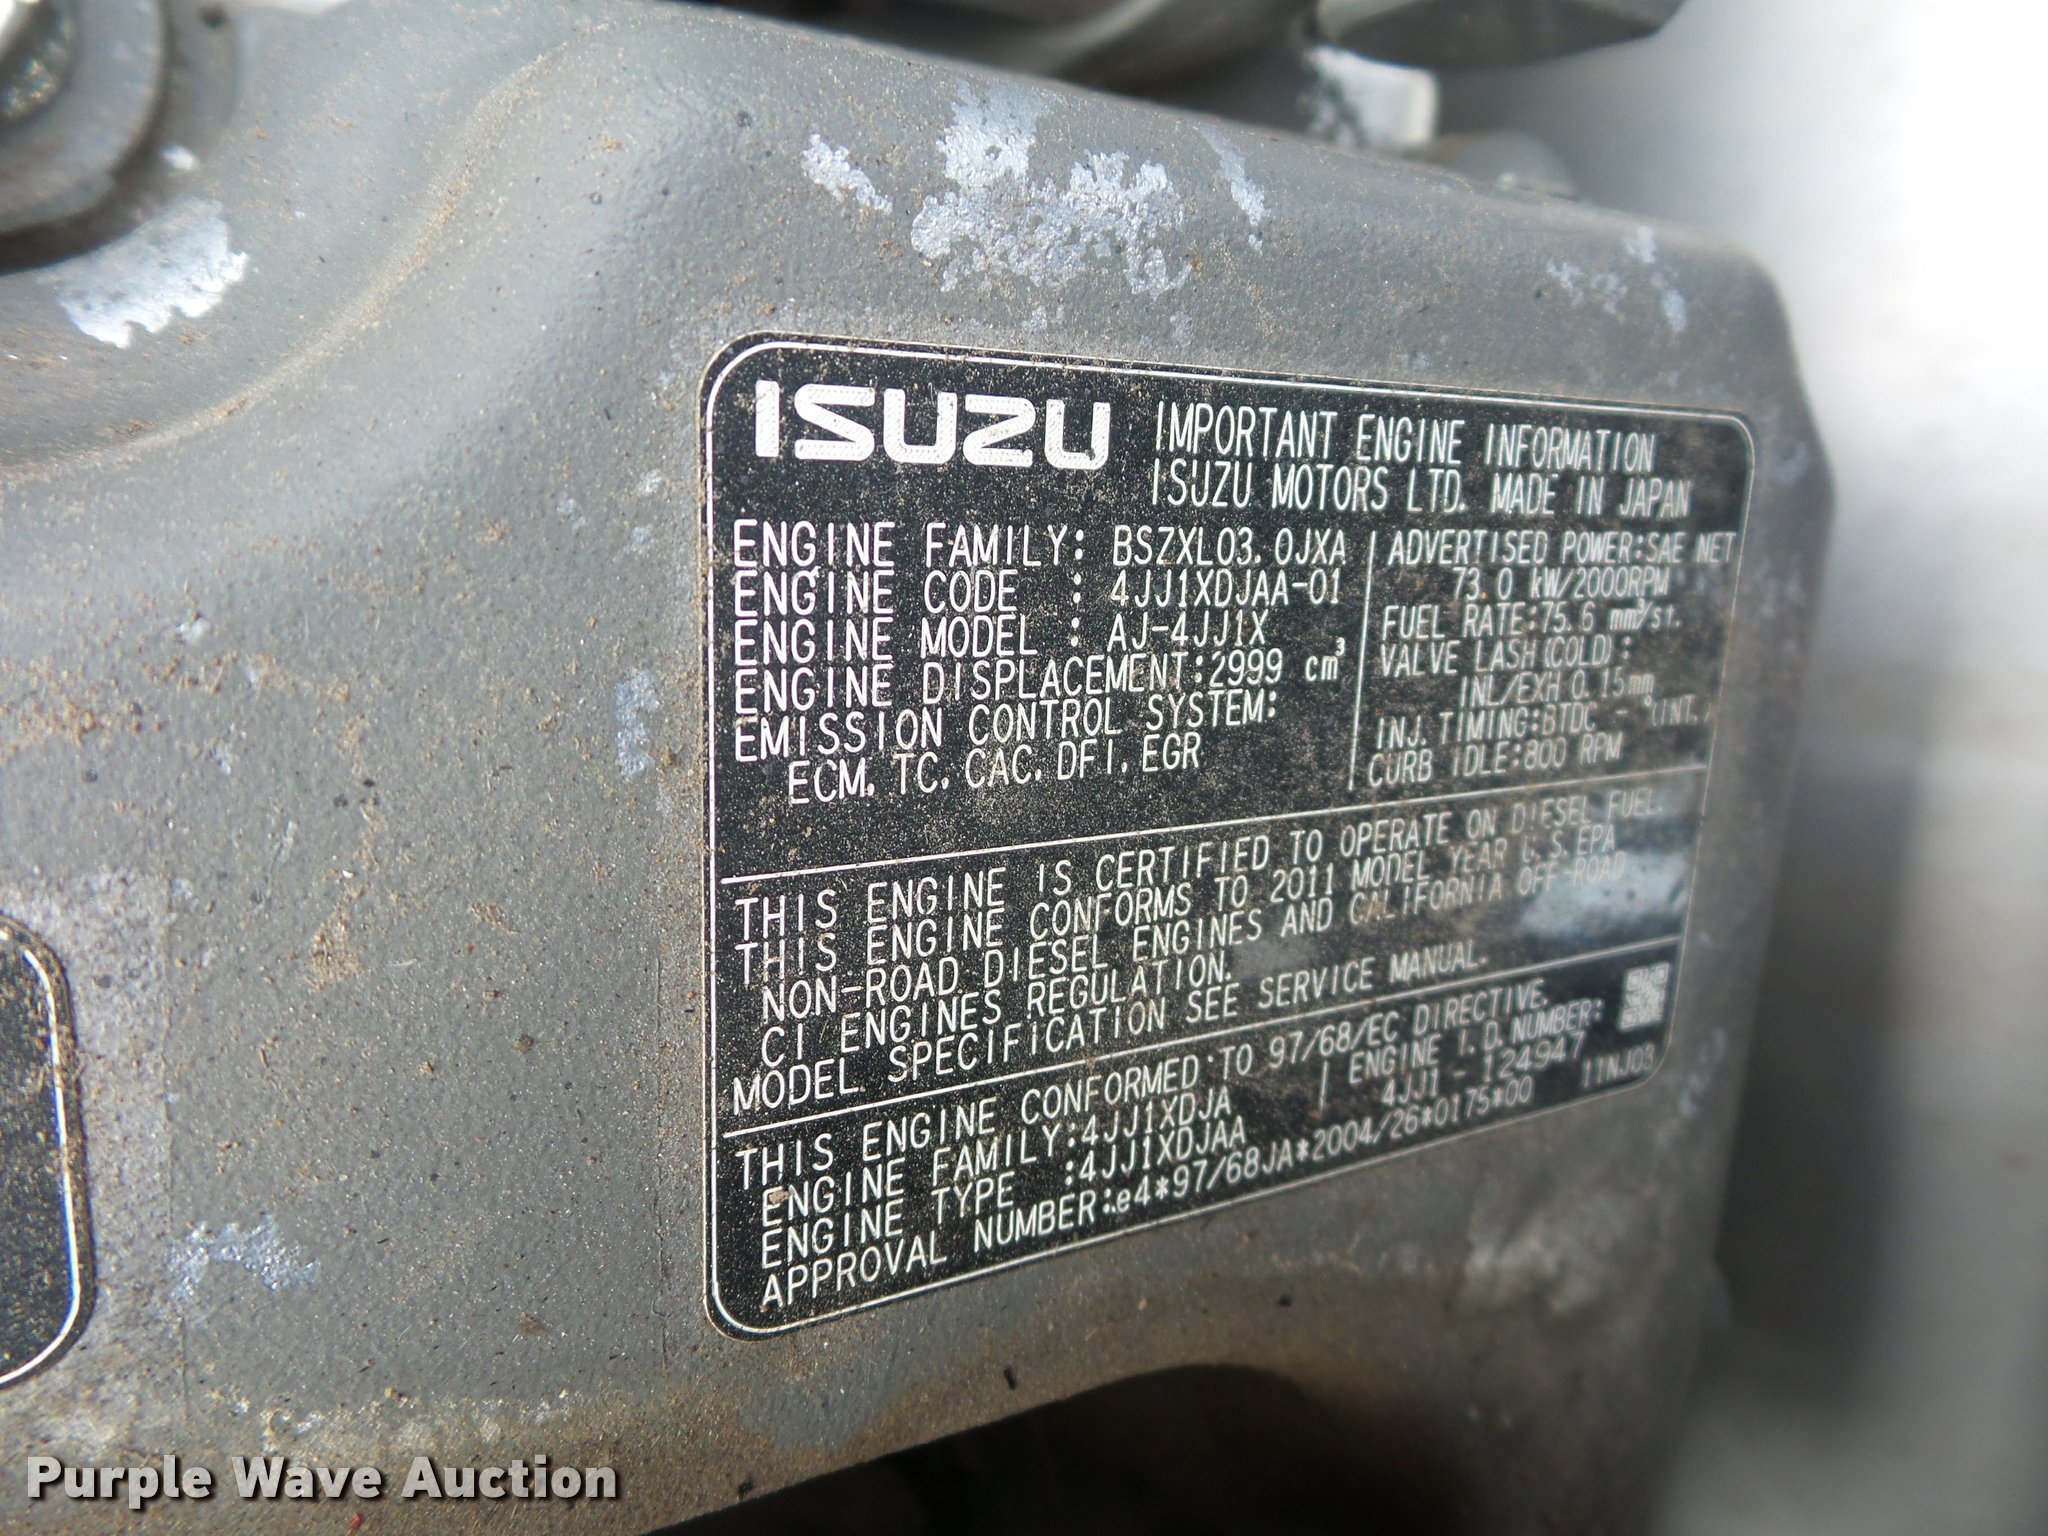 ISUZU
IMPORTANT ENGINE INFORMATION
ISUZU MOTORS LTD. MADE IN JAPAN
ENGINE FAMILY: BSZXL03.0JXA
ENGINE CODE : 4JJ1XDJAA-01
ENGINE MODEL : AJ-4JJ1X
ENGINE DISPLACEMENT:2999 cm³
EMISSION CONTROL SYSTEM:
ECM, TC, CAC, DFI, EGR
ADVERTISED POWER:SAE NET
73.0 kW/2000RPM
FUEL RATE:75.6 mm³/st.
VALVE LASH(COLD):
INL/EXH 0.15mm
INJ. TIMING:BTDC - °(INT.)
CURB IDLE:800 RPM
THIS ENGINE IS CERTIFIED TO OPERATE ON DIESEL FUEL.
THIS ENGINE CONFORMS TO 2011 MODEL YEAR U.S.EPA
NON-ROAD DIESEL ENGINES AND CALIFORNIA OFF-ROAD
CI ENGINES REGULATION.
MODEL SPECIFICATION SEE SERVICE MANUAL.
THIS ENGINE CONFORMED TO 97/68/EC DIRECTIVE.
ENGINE FAMILY:4JJ1XDJA
ENGINE TYPE :4JJ1XDJAA
ENGINE I.D.NUMBER:
4JJ1 - 124947
APPROVAL NUMBER:e4*97/68JA*2004/26*0175*00
11NJ03
Purple Wave Auction